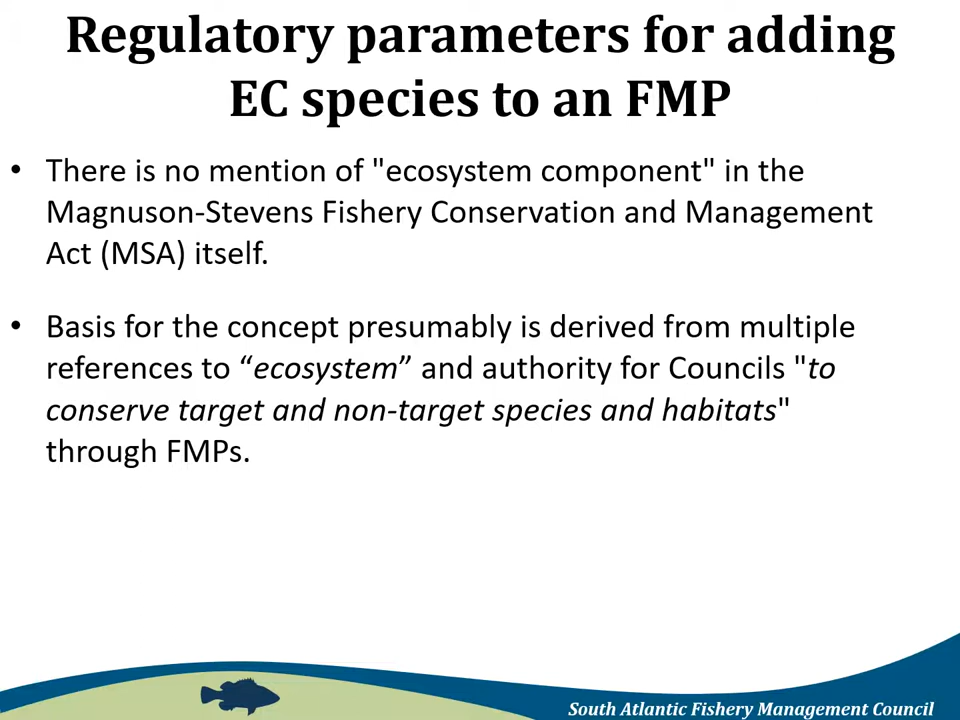 Regulatory parameters for adding
EC species to an FMP
• There is no mention of "ecosystem component" in the
Magnuson-Stevens Fishery Conservation and Management
Act (MSA) itself.
• Basis for the concept presumably is derived from multiple
references to “ecosystem” and authority for Councils "to
conserve target and non-target species and habitats"
through FMPs.
South Atlantic Fishery Management Council